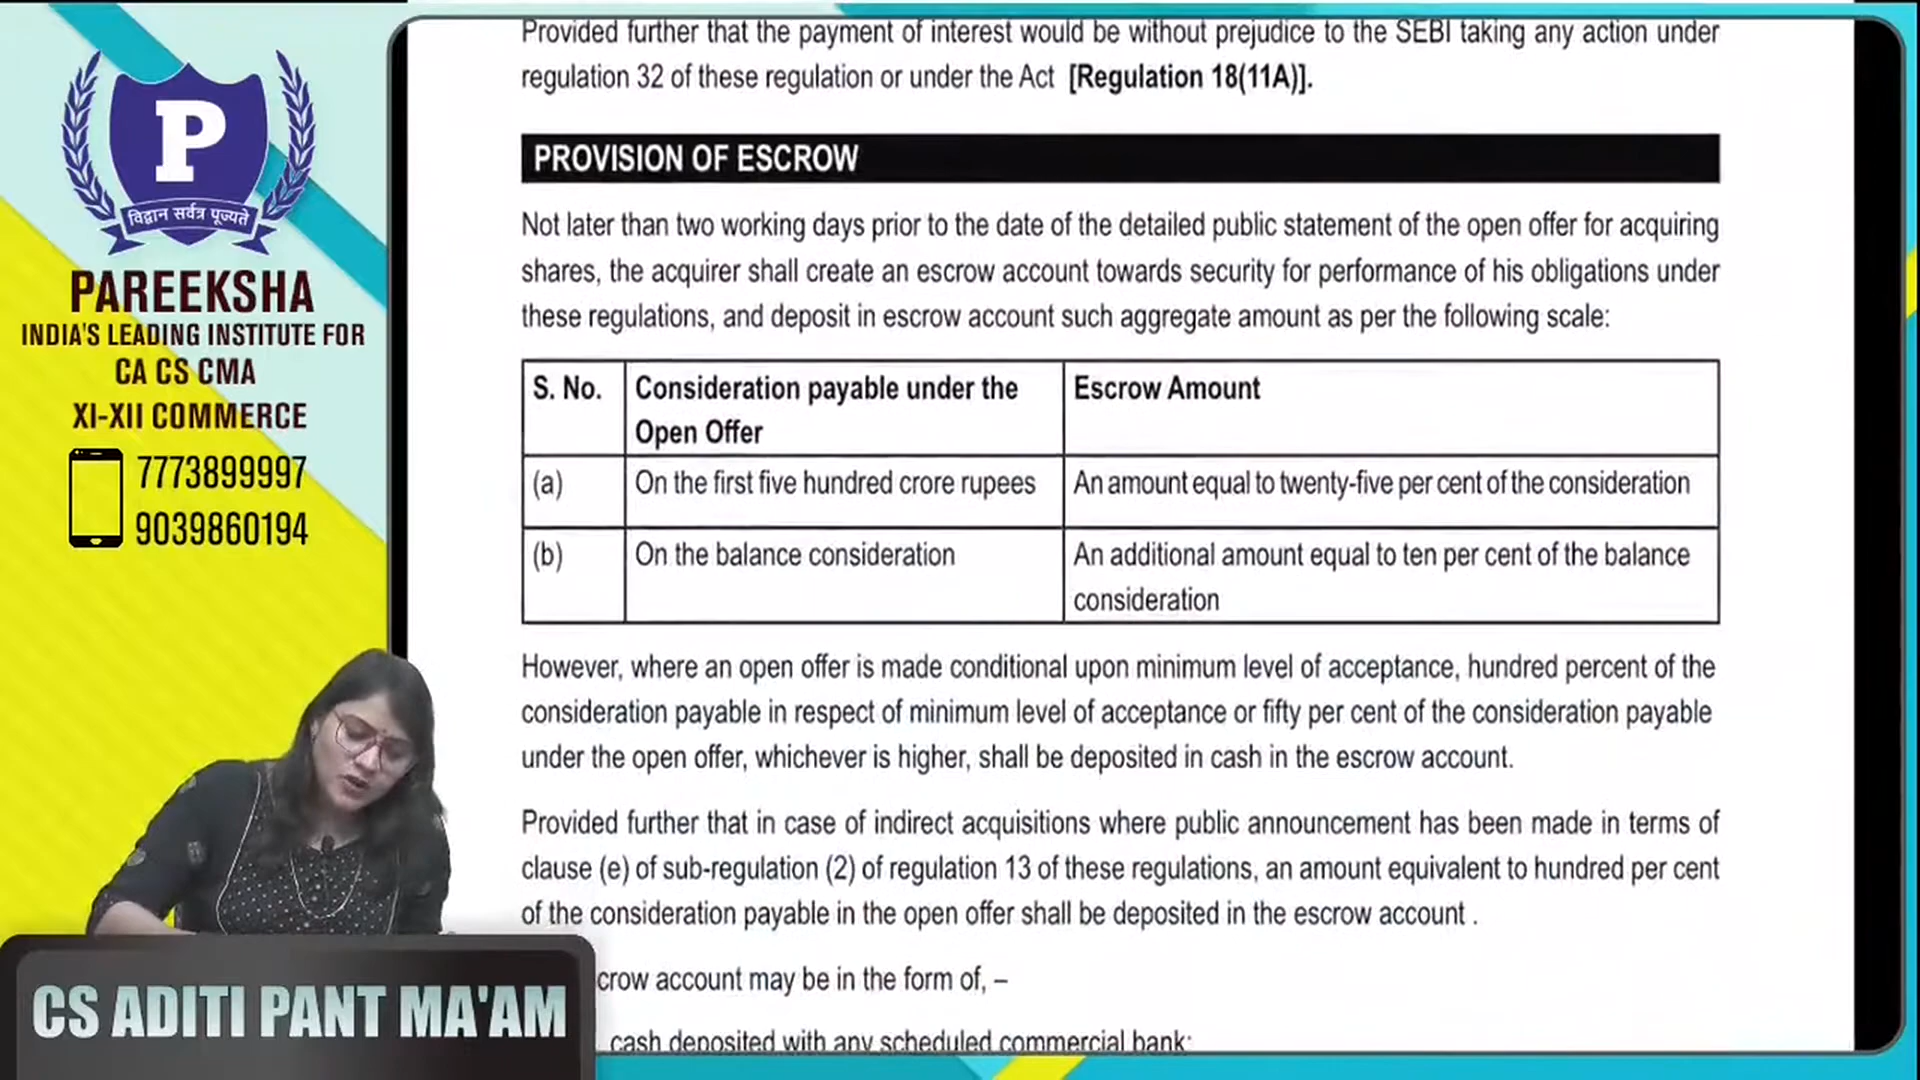 P
विद्वान सर्वत्र पूज्यते
PAREEKSHA
INDIA'S LEADING INSTITUTE FOR
CA CS CMA
XI-XII COMMERCE
7773899997
9039860194
Provided further that the payment of interest would be without prejudice to the SEBI taking any action under
regulation 32 of these regulation or under the Act [Regulation 18(11A)].
PROVISION OF ESCROW
Not later than two working days prior to the date of the detailed public statement of the open offer for acquiring
shares, the acquirer shall create an escrow account towards security for performance of his obligations under
these regulations, and deposit in escrow account such aggregate amount as per the following scale:
S. No. Consideration payable under the Escrow Amount
Open Offer
(a) On the first five hundred crore rupees An amount equal to twenty-five per cent of the consideration
(b) On the balance consideration An additional amount equal to ten per cent of the balance
consideration
However, where an open offer is made conditional upon minimum level of acceptance, hundred percent of the
consideration payable in respect of minimum level of acceptance or fifty per cent of the consideration payable
under the open offer, whichever is higher, shall be deposited in cash in the escrow account.
Provided further that in case of indirect acquisitions where public announcement has been made in terms of
clause (e) of sub-regulation (2) of regulation 13 of these regulations, an amount equivalent to hundred per cent
of the consideration payable in the open offer shall be deposited in the escrow account .
crow account may be in the form of, –
cash deposited with any scheduled commercial bank;
CS ADITI PANT MA'AM